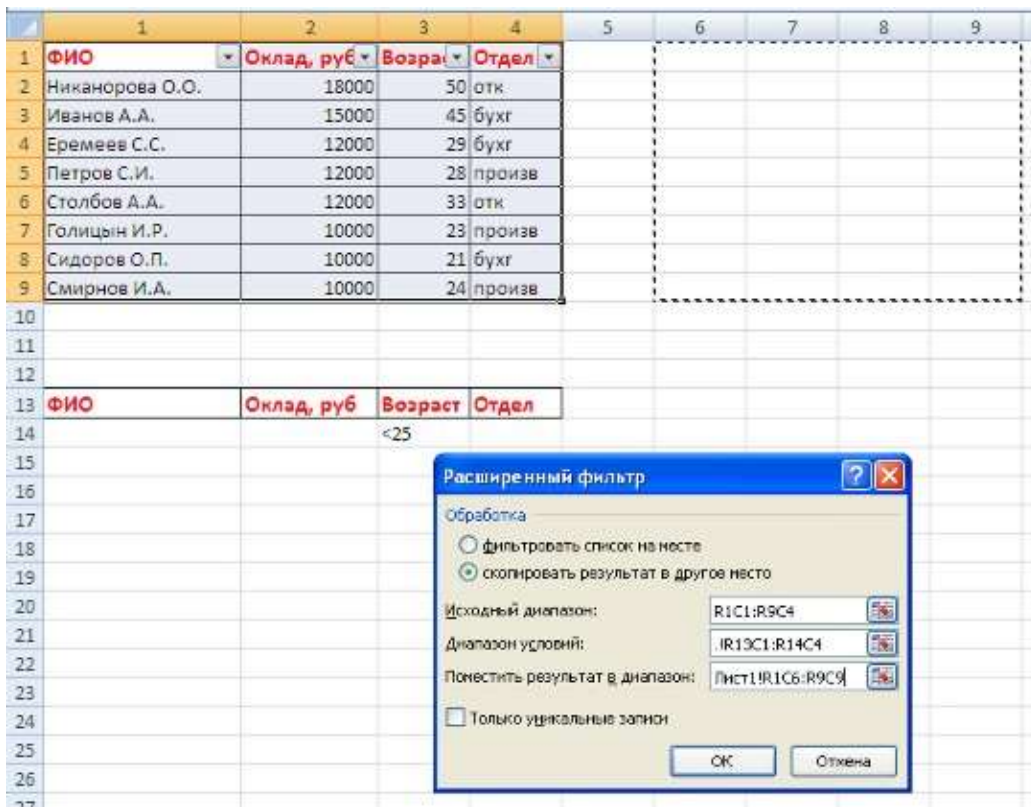 1 2 3 4 5 6 7 8 9
1 ФИО Оклад, руб Возрас Отдел
2 Никанорова О.О. 18000 50 отк
3 Иванов А.А. 15000 45 бухг
4 Еремеев С.С. 12000 29 бухг
5 Петров С.И. 12000 28 произв
6 Столбов А.А. 12000 33 отк
7 Голицын И.Р. 10000 23 произв
8 Сидоров О.П. 10000 21 бухг
9 Смирнов И.А. 10000 24 произв
10
11
12
13 ФИО Оклад, руб Возраст Отдел
14 <25
15
Расширенный фильтр
16
17 Обработка
18 фильтровать список на месте
19 скопировать результат в другое место
20 Исходный диапазон: R1C1:R9C4
21 Диапазон условий: .!R13C1:R14C4
22
23 Поместить результат в диапазон: Лист1!R1C6:R9C9
24 Только уникальные записи
25 ОК Отмена
26
27